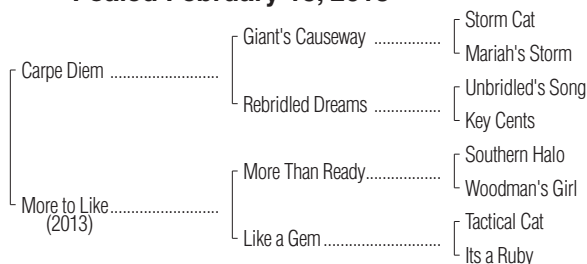 Foaled February
Storm Cat
Giant's Causeway ................
Mariah's Storm
Carpe Diem ..........................
Unbridled's Song
Rebridled Dreams ................
Key Cents
Southern Halo
More Than Ready..................
Woodman's Girl
More to Like..........................
(2013)
Tactical Cat
Like a Gem ............................
Its a Ruby